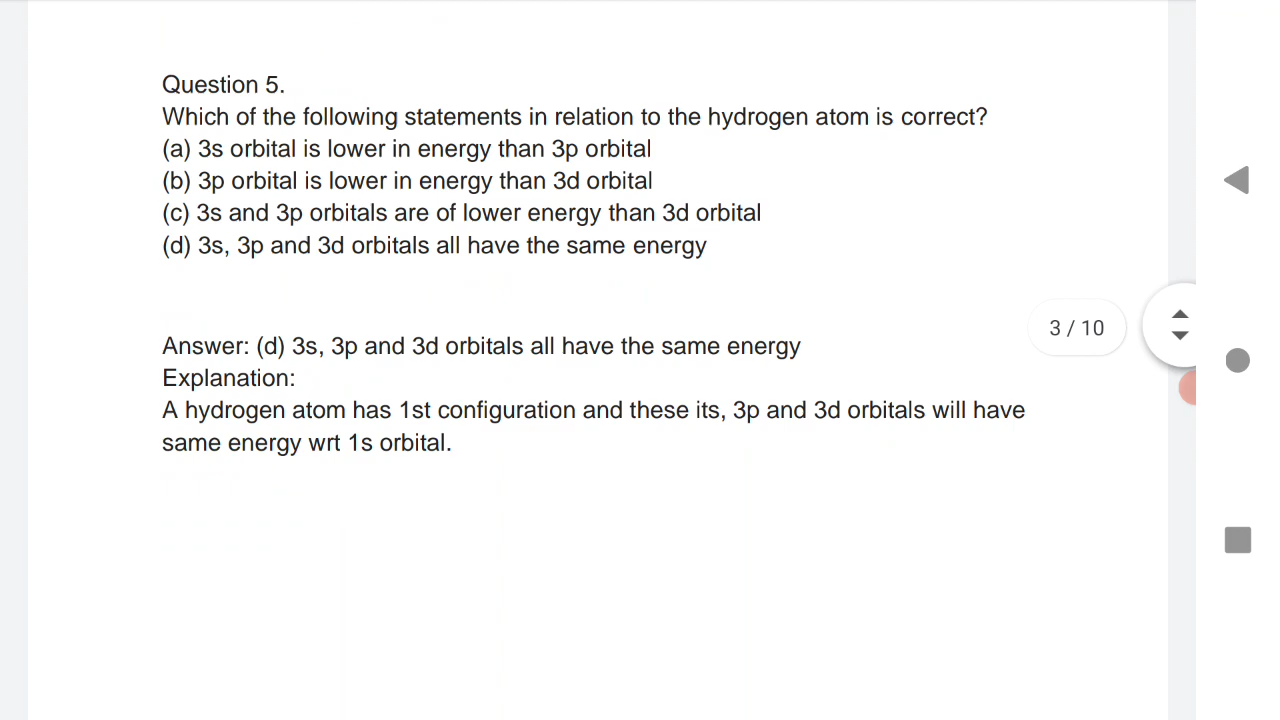 Question 5.
Which of the following statements in relation to the hydrogen atom is correct?
(a) 3s orbital is lower in energy than 3p orbital
(b) 3p orbital is lower in energy than 3d orbital
(c) 3s and 3p orbitals are of lower energy than 3d orbital
(d) 3s, 3p and 3d orbitals all have the same energy
3 / 10
Answer: (d) 3s, 3p and 3d orbitals all have the same energy
Explanation:
A hydrogen atom has 1st configuration and these its, 3p and 3d orbitals will have
same energy wrt 1s orbital.